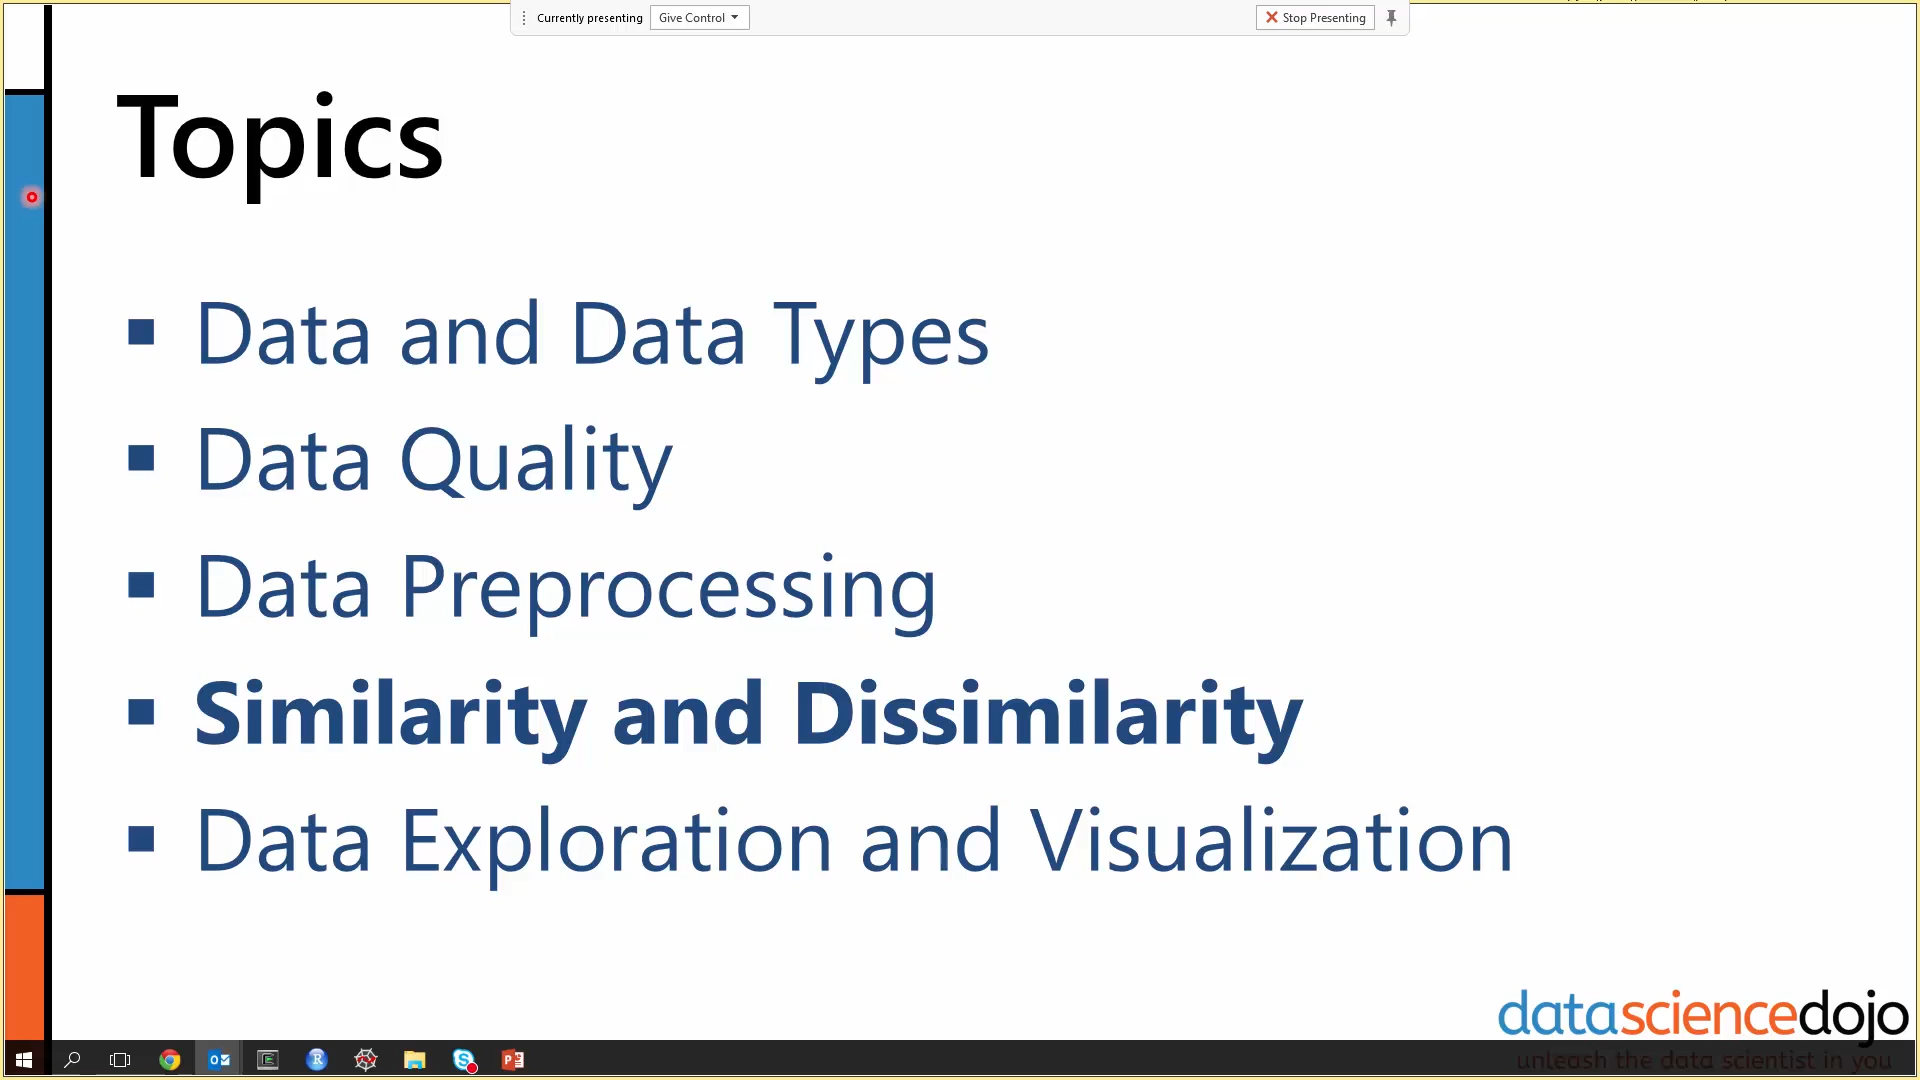 Currently presenting
Give Control
Stop Presenting
Topics
Data and Data Types
Data Quality
Data Preprocessing
Similarity and Dissimilarity
Data Exploration and Visualization
datasciencedojo
unleash the data scientist in you